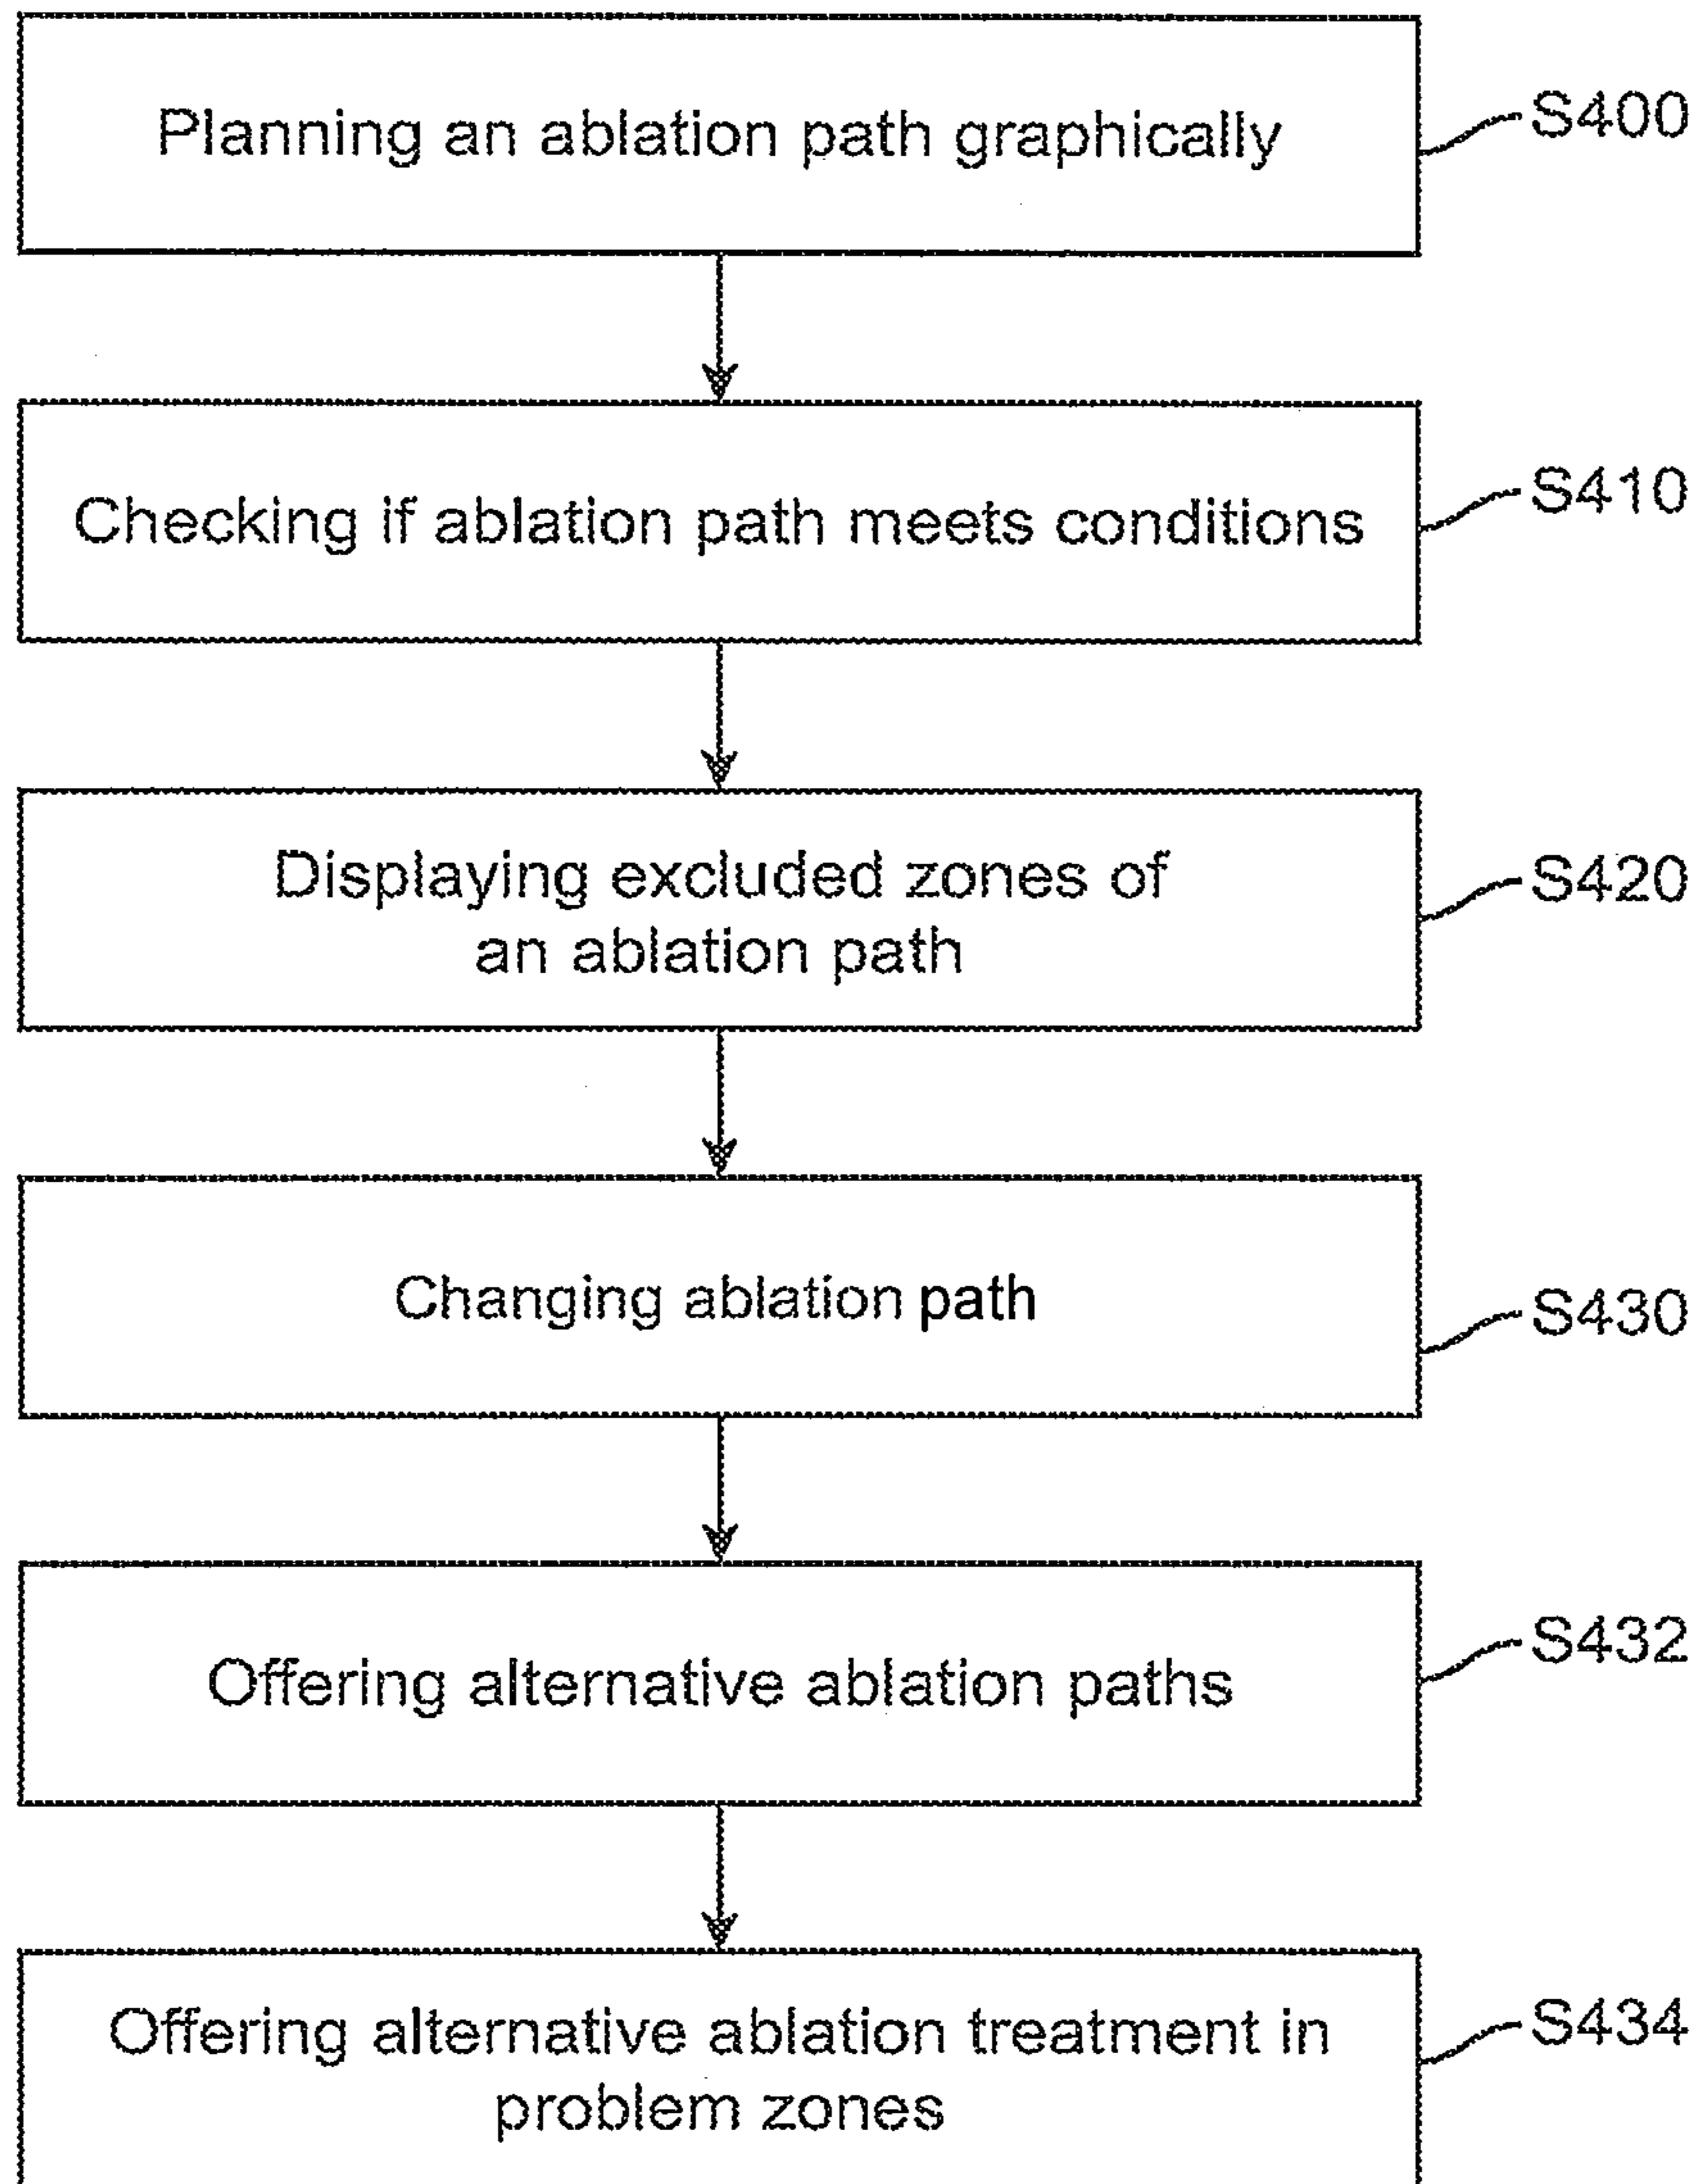 Planning an ablation path graphically
S400
Checking if ablation path meets conditions
S410
Displaying excluded zones of
an ablation path
S420
Changing ablation path
S430
Offering alternative ablation paths
S432
Offering alternative ablation treatment in
problem zones
S434